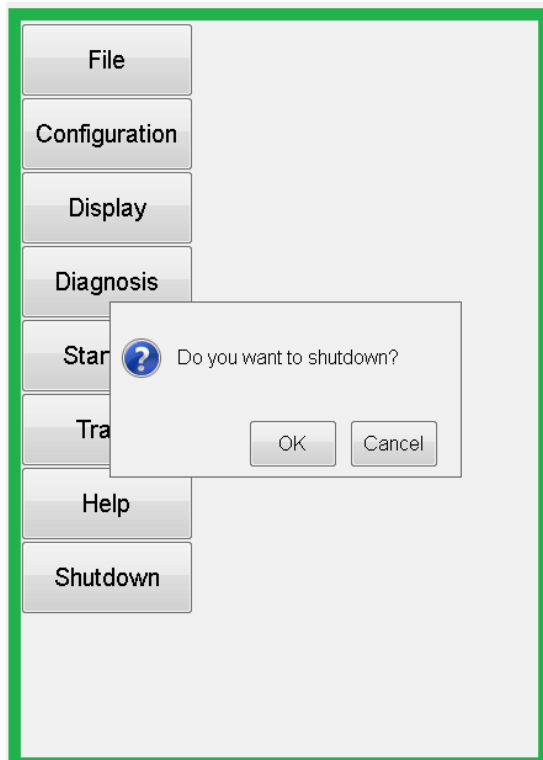 File
Configuration
Display
Diagnosis
Star
Do you want to shutdown?
Tra
OK
Cancel
Help
Shutdown